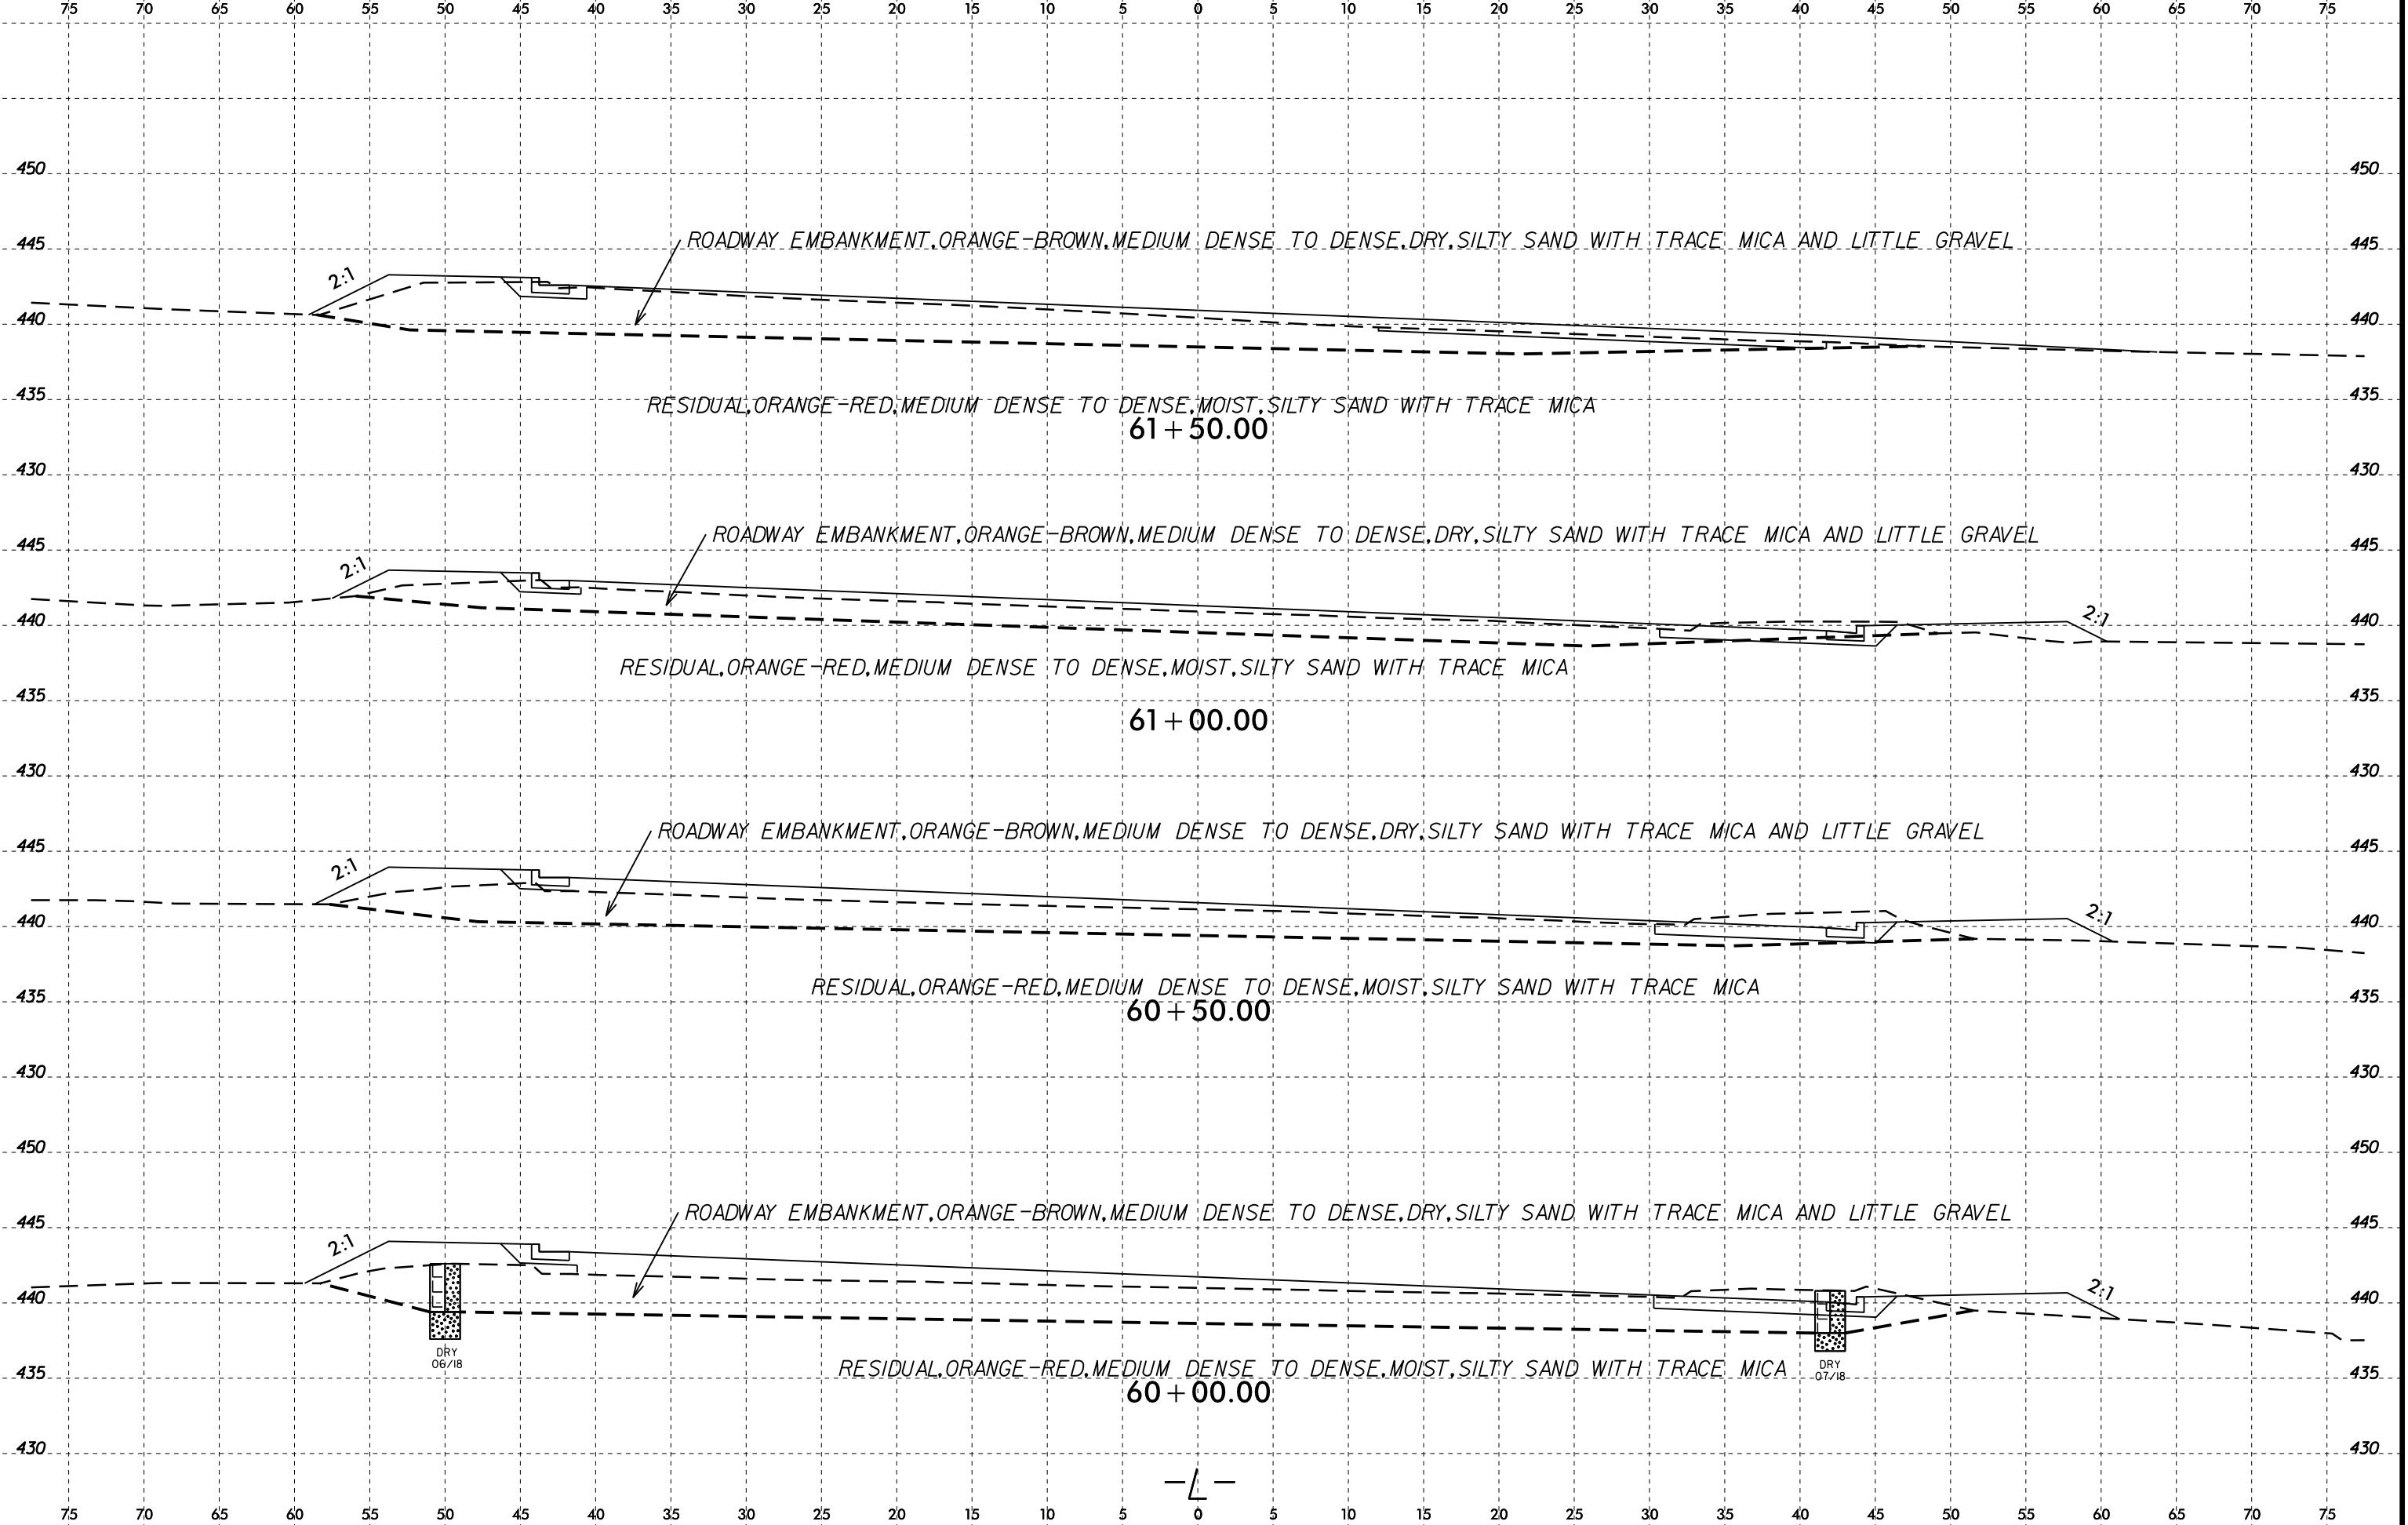 75 70 65 60 55 50 45 40 35 30 25 20 15 10 5 0 5 10 15 20 25 30 35 40 45 50 55 60 65 70 75
450 450
ROADWAY EMBANKMENT,ORANGE-BROWN,MEDIUM DENSE TO DENSE,DRY,SILTY SAND WITH TRACE MICA AND LITTLE GRAVEL
445 445
2:1
440 440
435 435
RESIDUAL,ORANGE-RED,MEDIUM DENSE TO DENSE,MOIST,SILTY SAND WITH TRACE MICA
61+50.00
430 430
ROADWAY EMBANKMENT,ORANGE-BROWN,MEDIUM DENSE TO DENSE,DRY,SILTY SAND WITH TRACE MICA AND LITTLE GRAVEL
445 445
2:1
2:1
440 440
RESIDUAL,ORANGE-RED,MEDIUM DENSE TO DENSE,MOIST,SILTY SAND WITH TRACE MICA
435 435
61+00.00
430 430
ROADWAY EMBANKMENT,ORANGE-BROWN,MEDIUM DENSE TO DENSE,DRY,SILTY SAND WITH TRACE MICA AND LITTLE GRAVEL
445 445
2:1
2:1
440 440
RESIDUAL,ORANGE-RED,MEDIUM DENSE TO DENSE,MOIST,SILTY SAND WITH TRACE MICA
435 435
60+50.00
430 430
450 450
ROADWAY EMBANKMENT,ORANGE-BROWN,MEDIUM DENSE TO DENSE,DRY,SILTY SAND WITH TRACE MICA AND LITTLE GRAVEL
445 445
2:1
2:1
440 440
DRY
06/18
RESIDUAL,ORANGE-RED,MEDIUM DENSE TO DENSE,MOIST,SILTY SAND WITH TRACE MICA
DRY
07/18
435 435
60+00.00
430 430
-L-
75 70 65 60 55 50 45 40 35 30 25 20 15 10 5 0 5 10 15 20 25 30 35 40 45 50 55 60 65 70 75